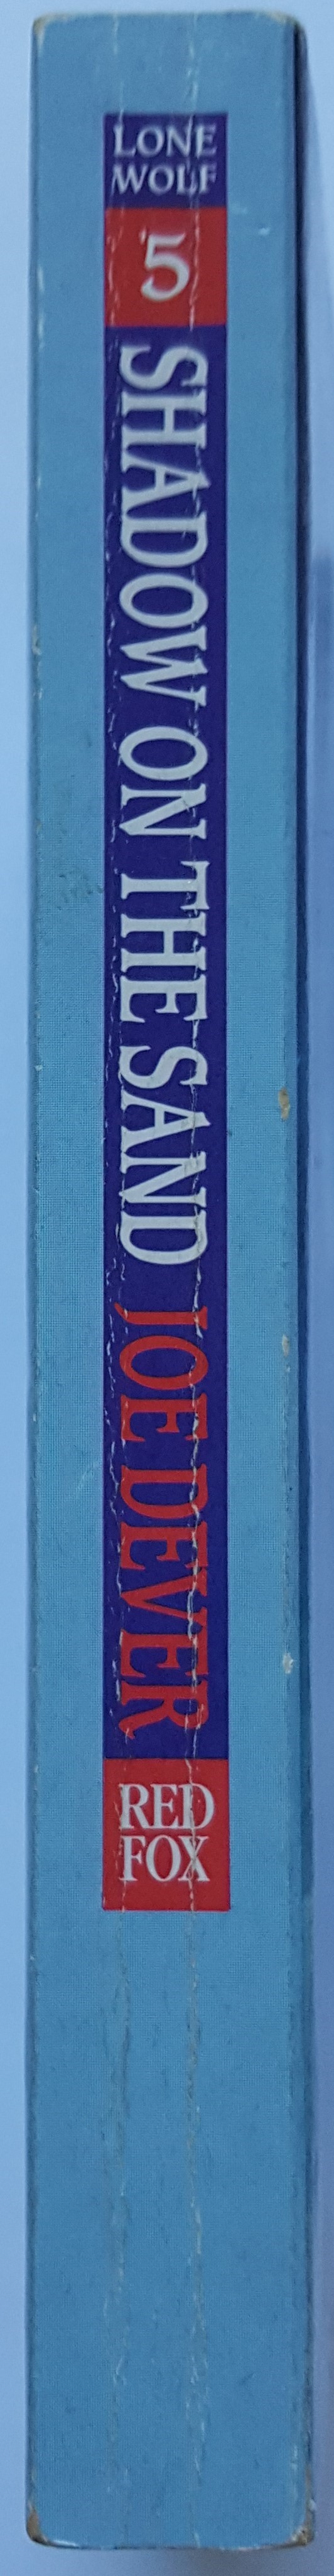 LONE
WOLF
5
SHADOW ON THE SAND JOE DEVER
RED
FOX